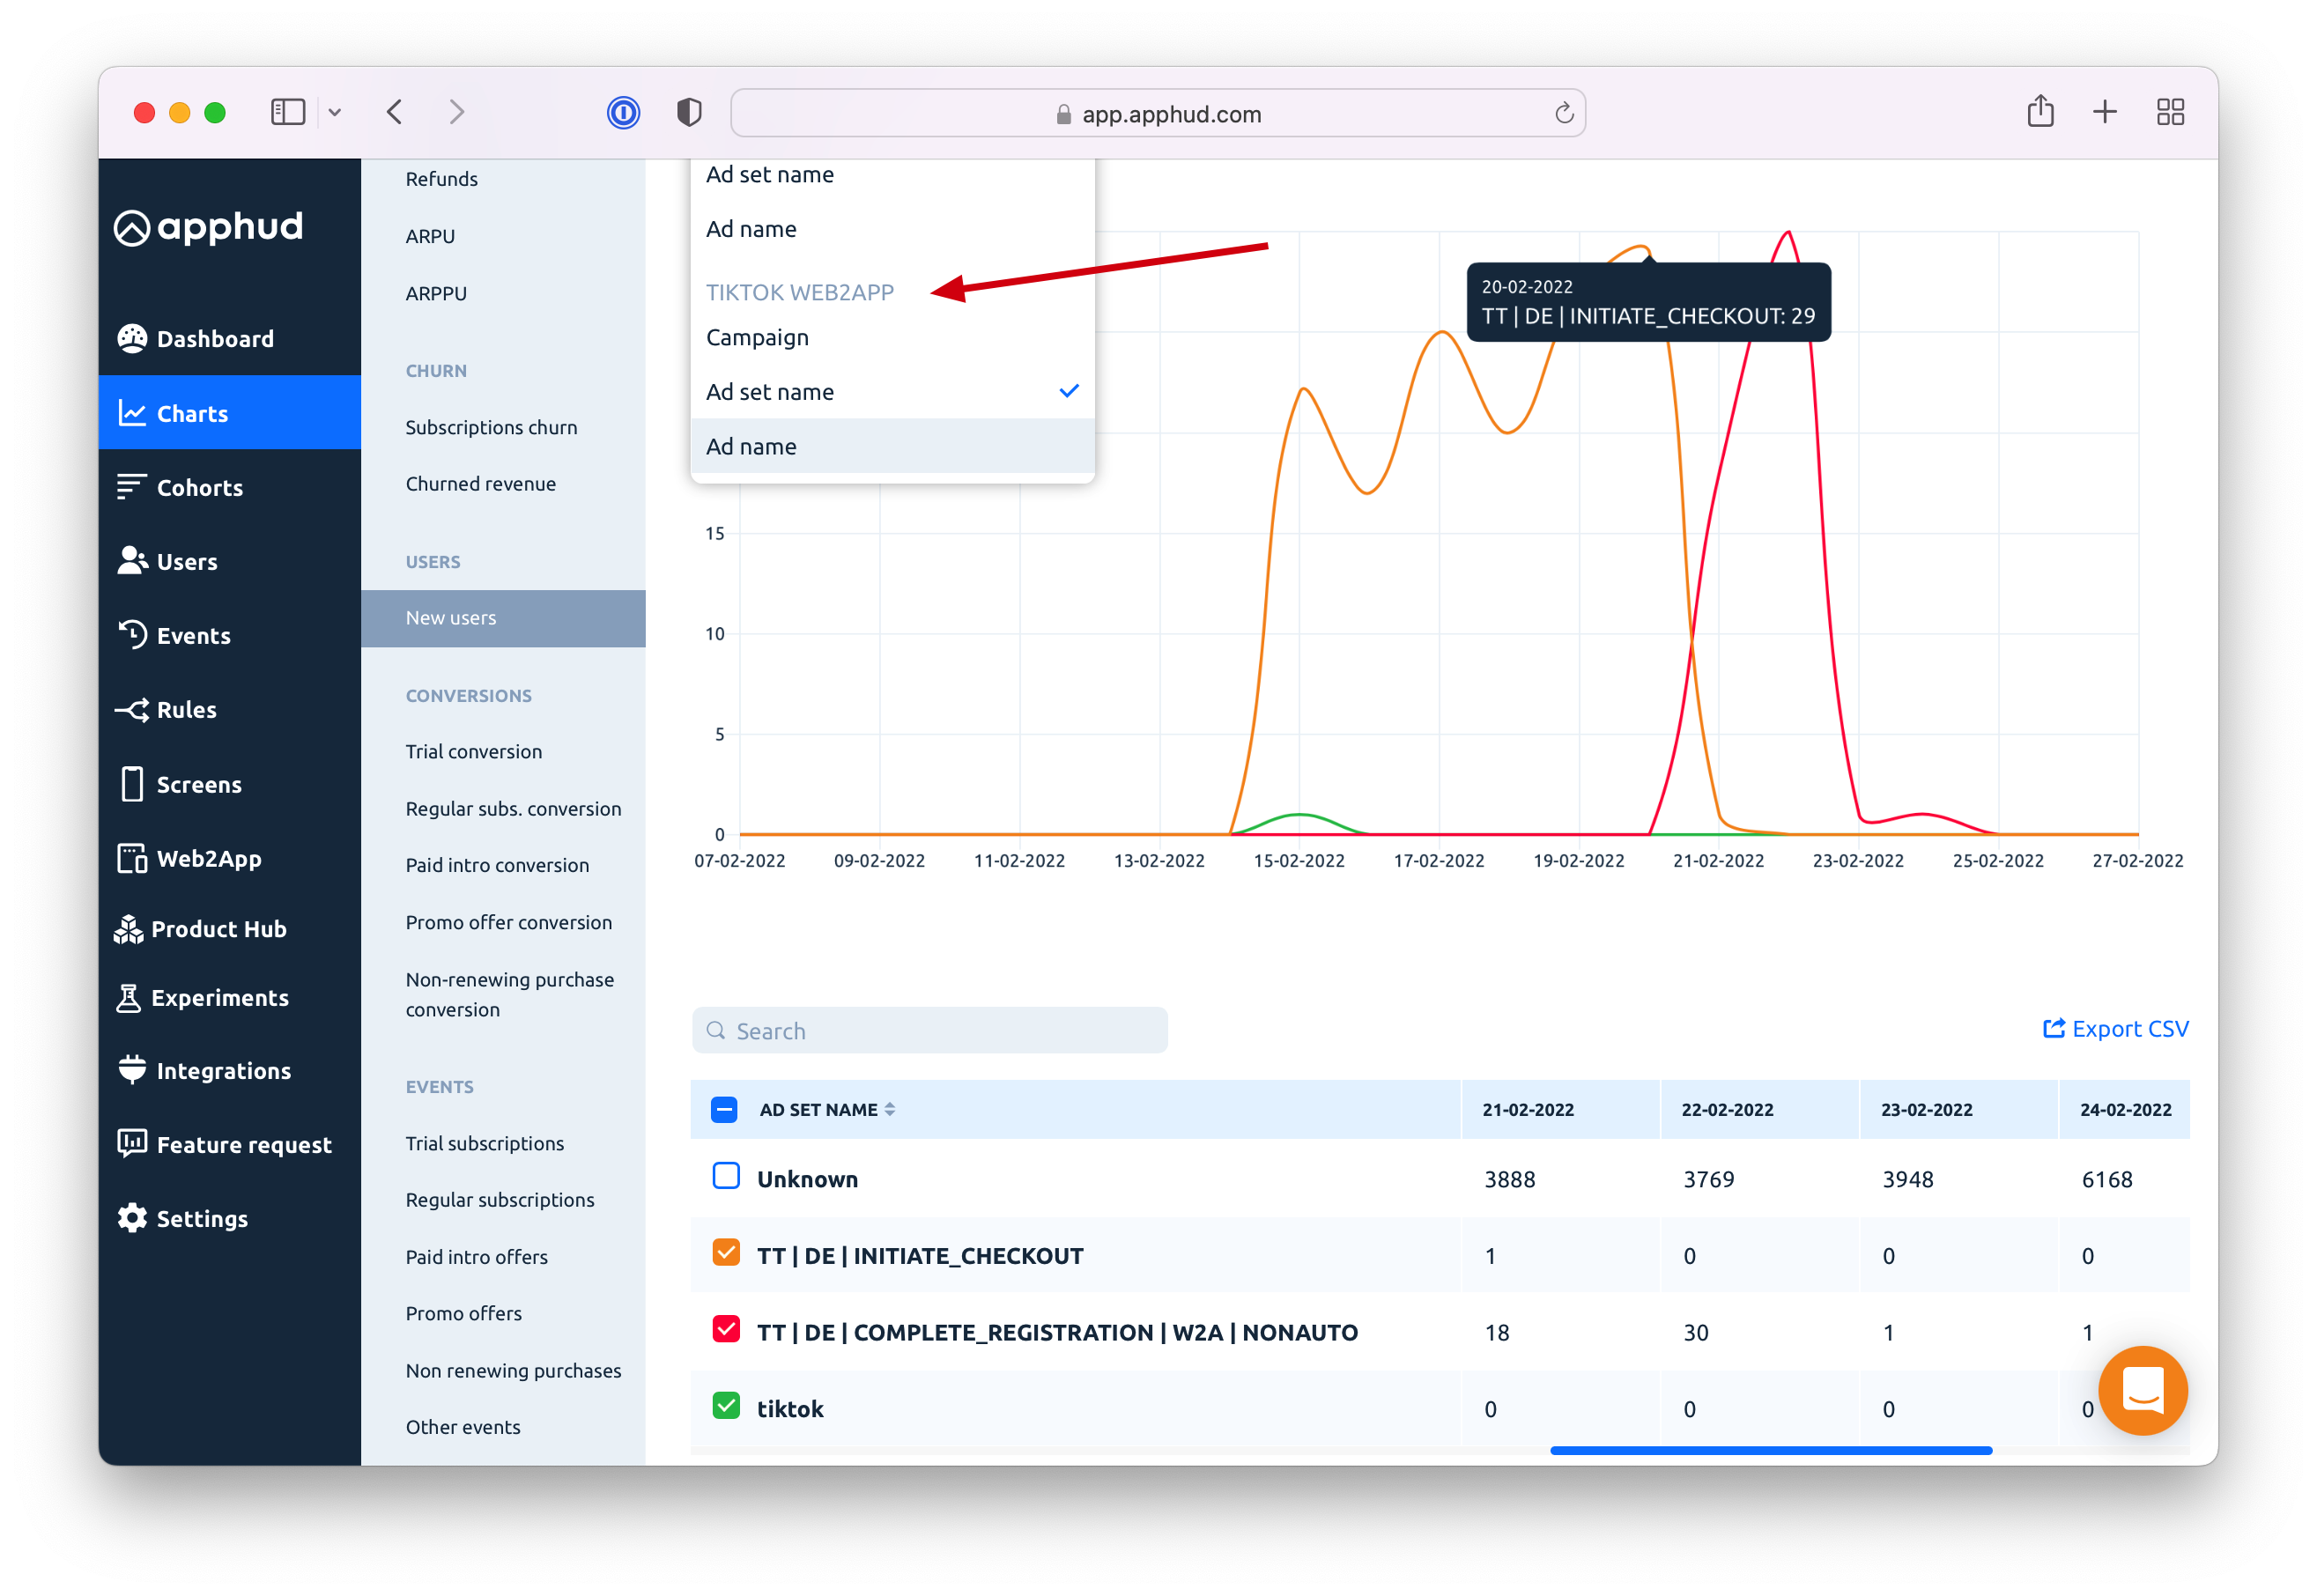 app.apphud.com
apphud
Dashboard
Charts
Cohorts
Users
Events
Rules
Screens
Web2App
Product Hub
Experiments
Integrations
Feature request
Settings
Refunds
ARPU
ARPPU
CHURN
Subscriptions churn
Churned revenue
USERS
New users
CONVERSIONS
Trial conversion
Regular subs. conversion
Paid intro conversion
Promo offer conversion
Non-renewing purchase
conversion
EVENTS
Trial subscriptions
Regular subscriptions
Paid intro offers
Promo offers
Non renewing purchases
Other events
Ad set name
Ad name
TIKTOK WEB2APP
Campaign
Ad set name
Ad name
20-02-2022
TT | DE | INITIATE_CHECKOUT: 29
15
10
5
0
07-02-2022 09-02-2022 11-02-2022 13-02-2022 15-02-2022 17-02-2022 19-02-2022 21-02-2022 23-02-2022 25-02-2022 27-02-2022
Search
Export CSV
AD SET NAME 21-02-2022 22-02-2022 23-02-2022 24-02-2022
Unknown 3888 3769 3948 6168
TT | DE | INITIATE_CHECKOUT 1 0 0 0
TT | DE | COMPLETE_REGISTRATION | W2A | NONAUTO 18 30 1 1
tiktok 0 0 0 0